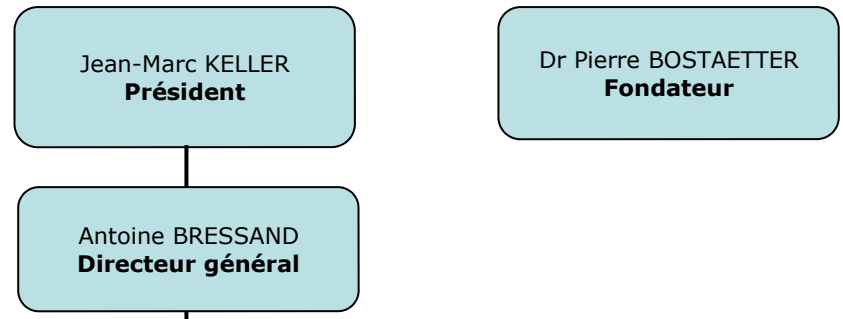 Jean-Marc KELLER
Président
Dr Pierre BOSTAETTER
Fondateur
Antoine BRESSAND
Directeur général